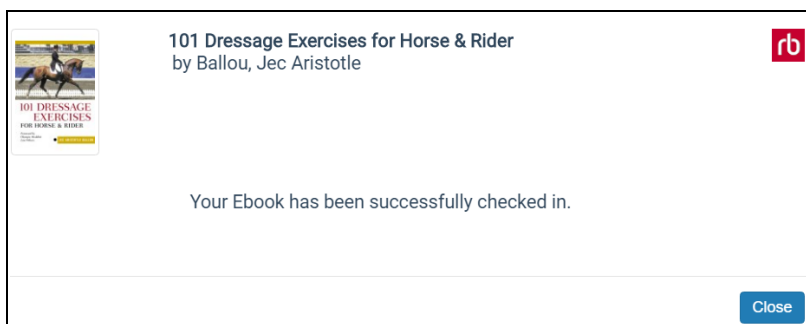 101 Dressage Exercises for Horse & Rider
by Ballou, Jec Aristotle
rb
101 DRESSAGE
EXERCISES
FOR HORSE & RIDER
Your Ebook has been successfully checked in.
Close